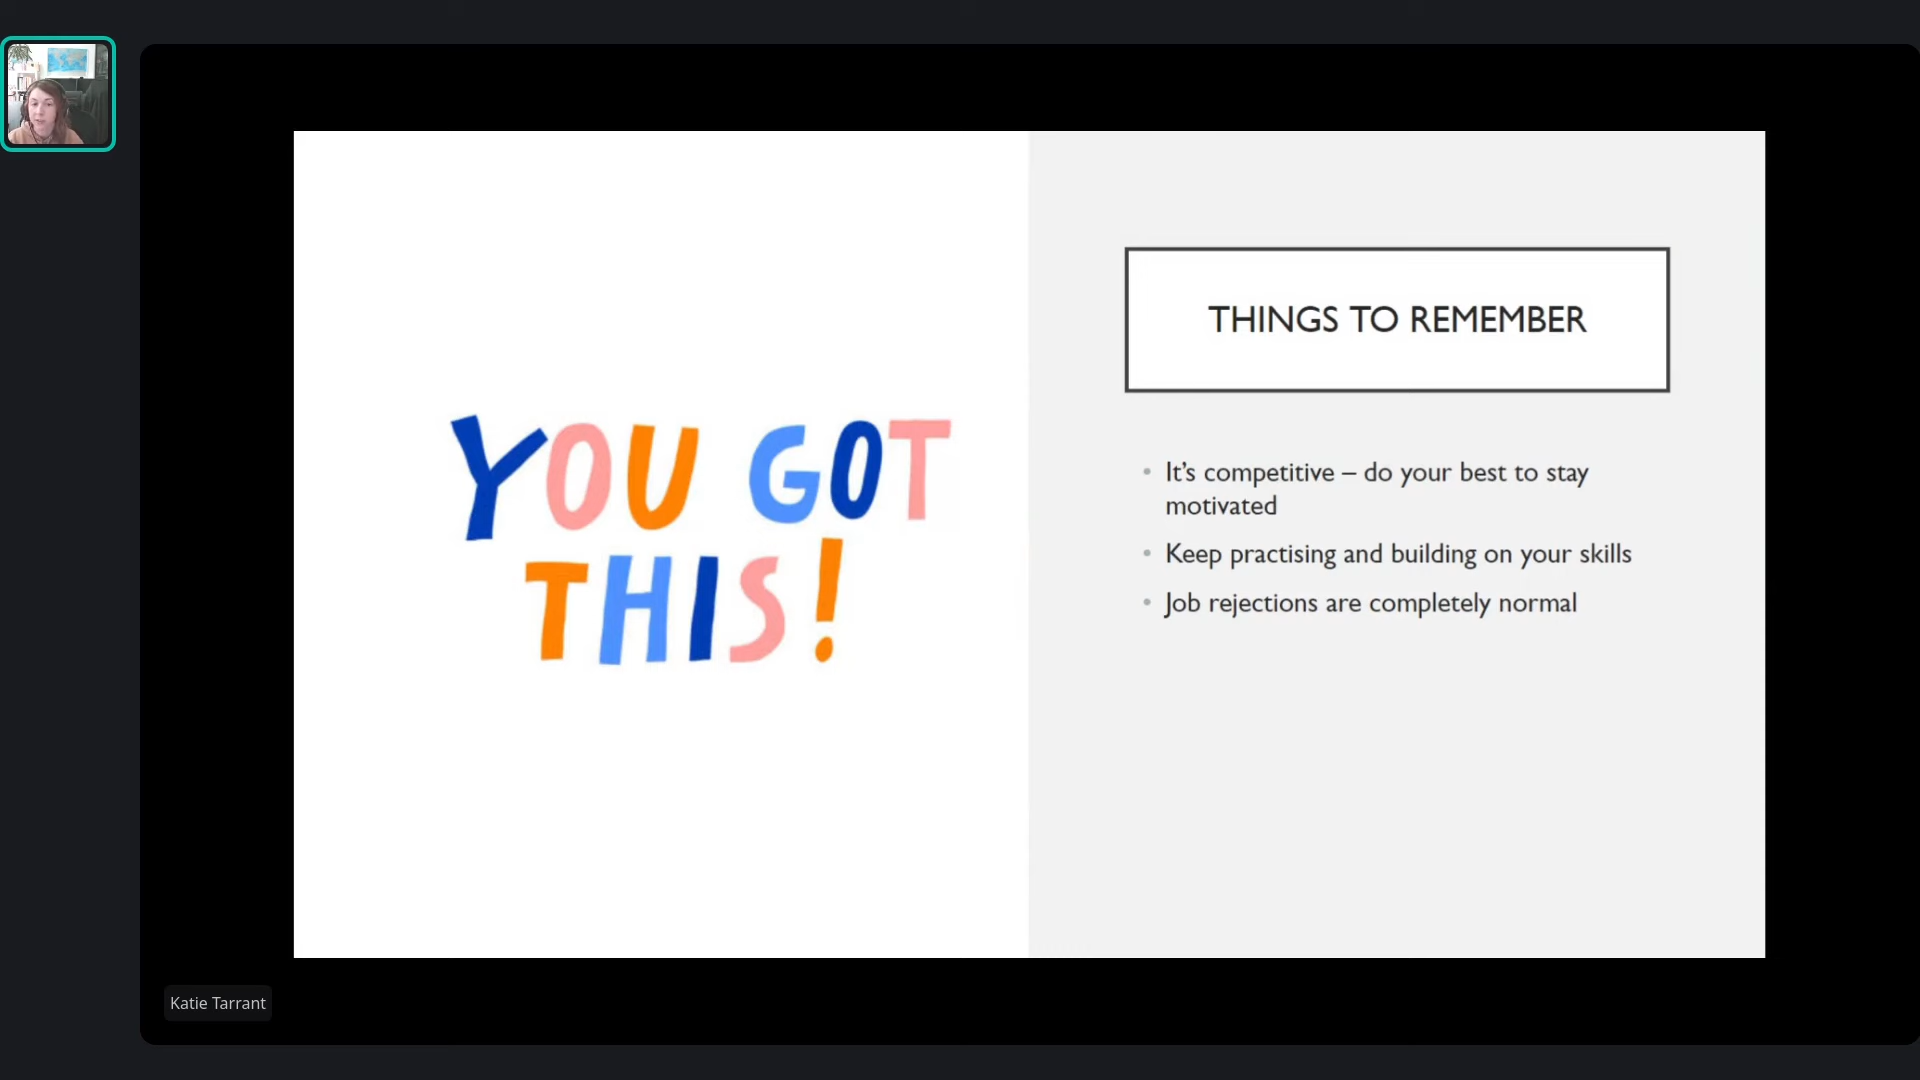 YOU GOT
THIS!
THINGS TO REMEMBER
• It's competitive – do your best to stay
motivated
• Keep practising and building on your skills
• Job rejections are completely normal
Katie Tarrant